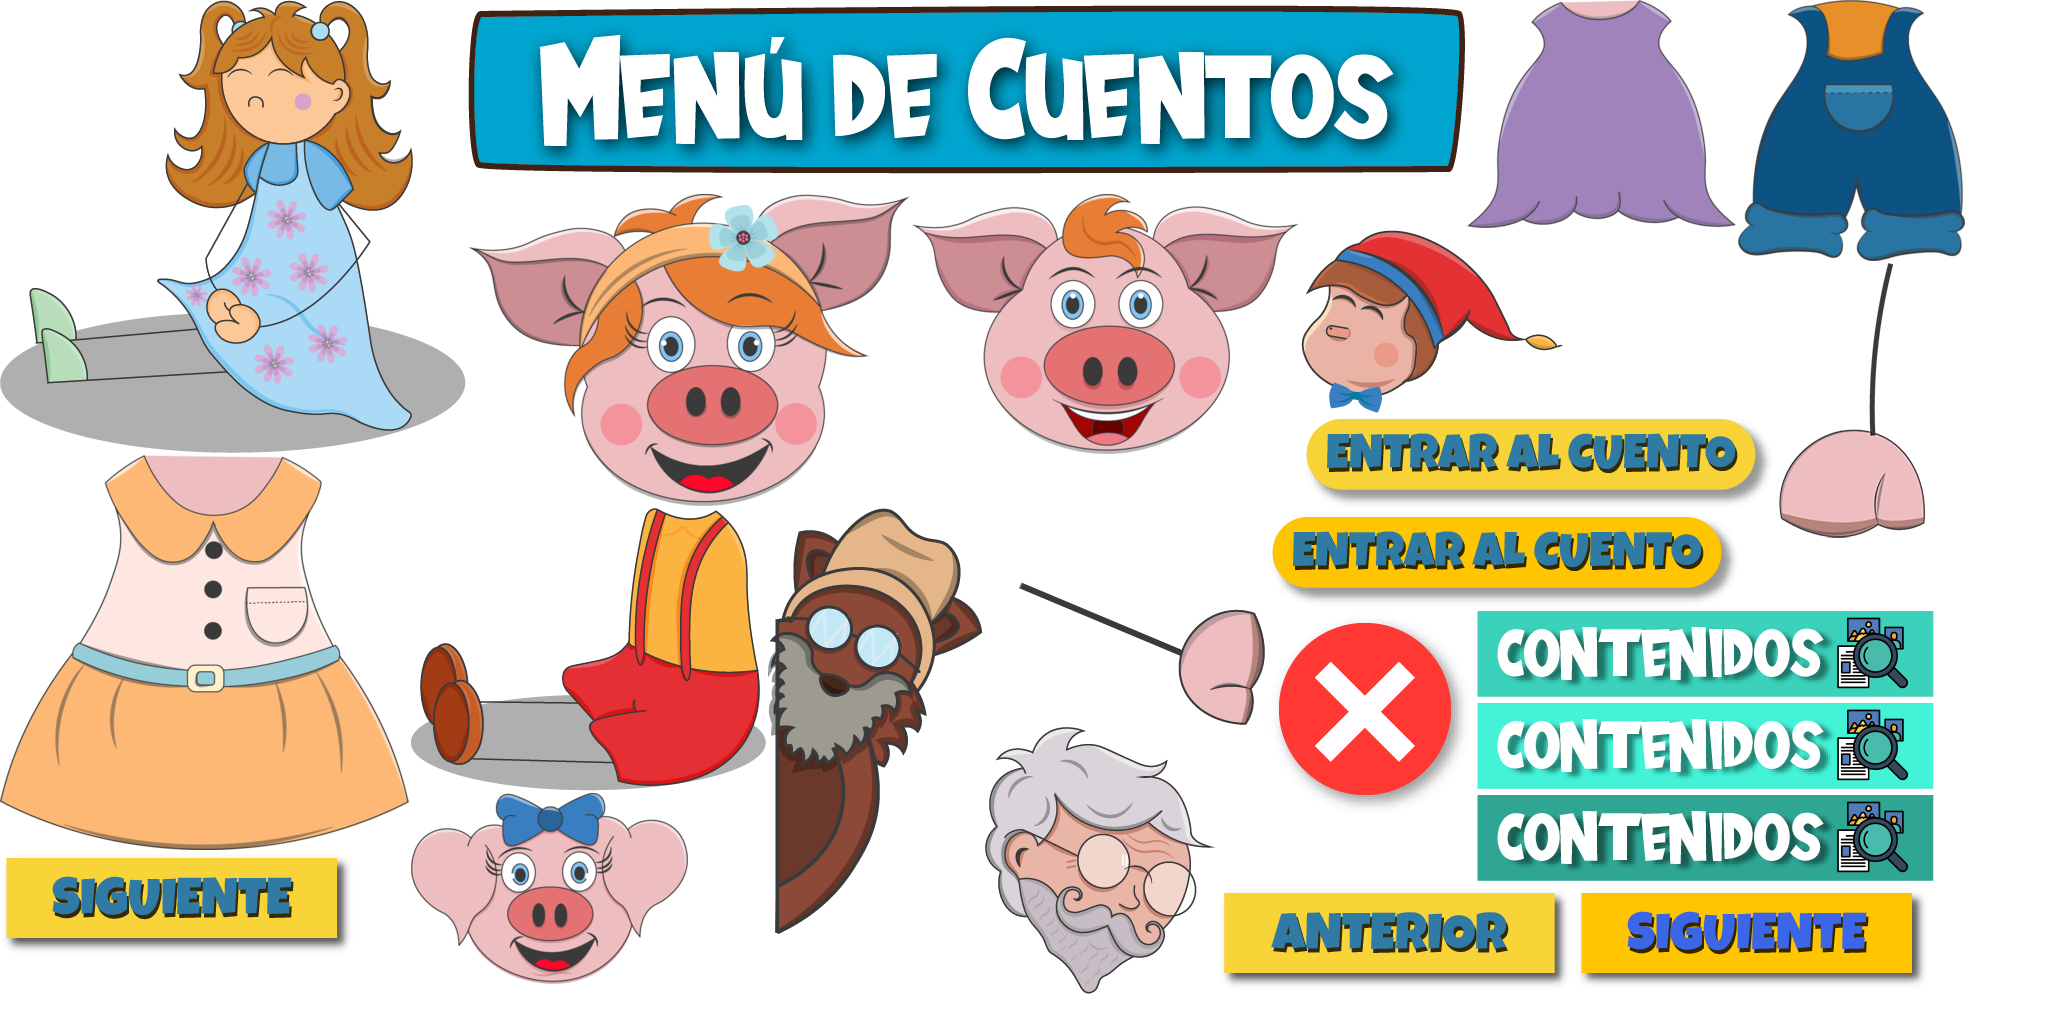 MENÚ DE CUENTOS
ENTRAR AL CUENTO
ENTRAR AL CUENTO
CONTENIDOS
CONTENIDOS
CONTENIDOS
SIGUIENTE
ANTERIOR
SIGUIENTE